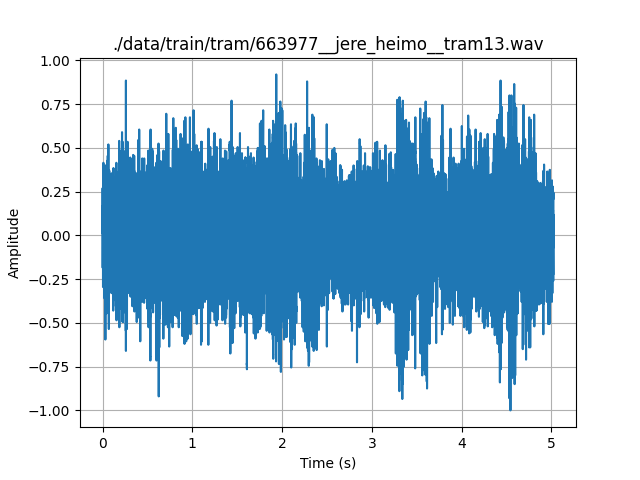 ./data/train/tram/663977__jere_heimo__tram13.wav
1.00
0.75
0.50
0.25
0.00
−0.25
−0.50
−0.75
−1.00
Amplitude
0 1 2 3 4 5
Time (s)